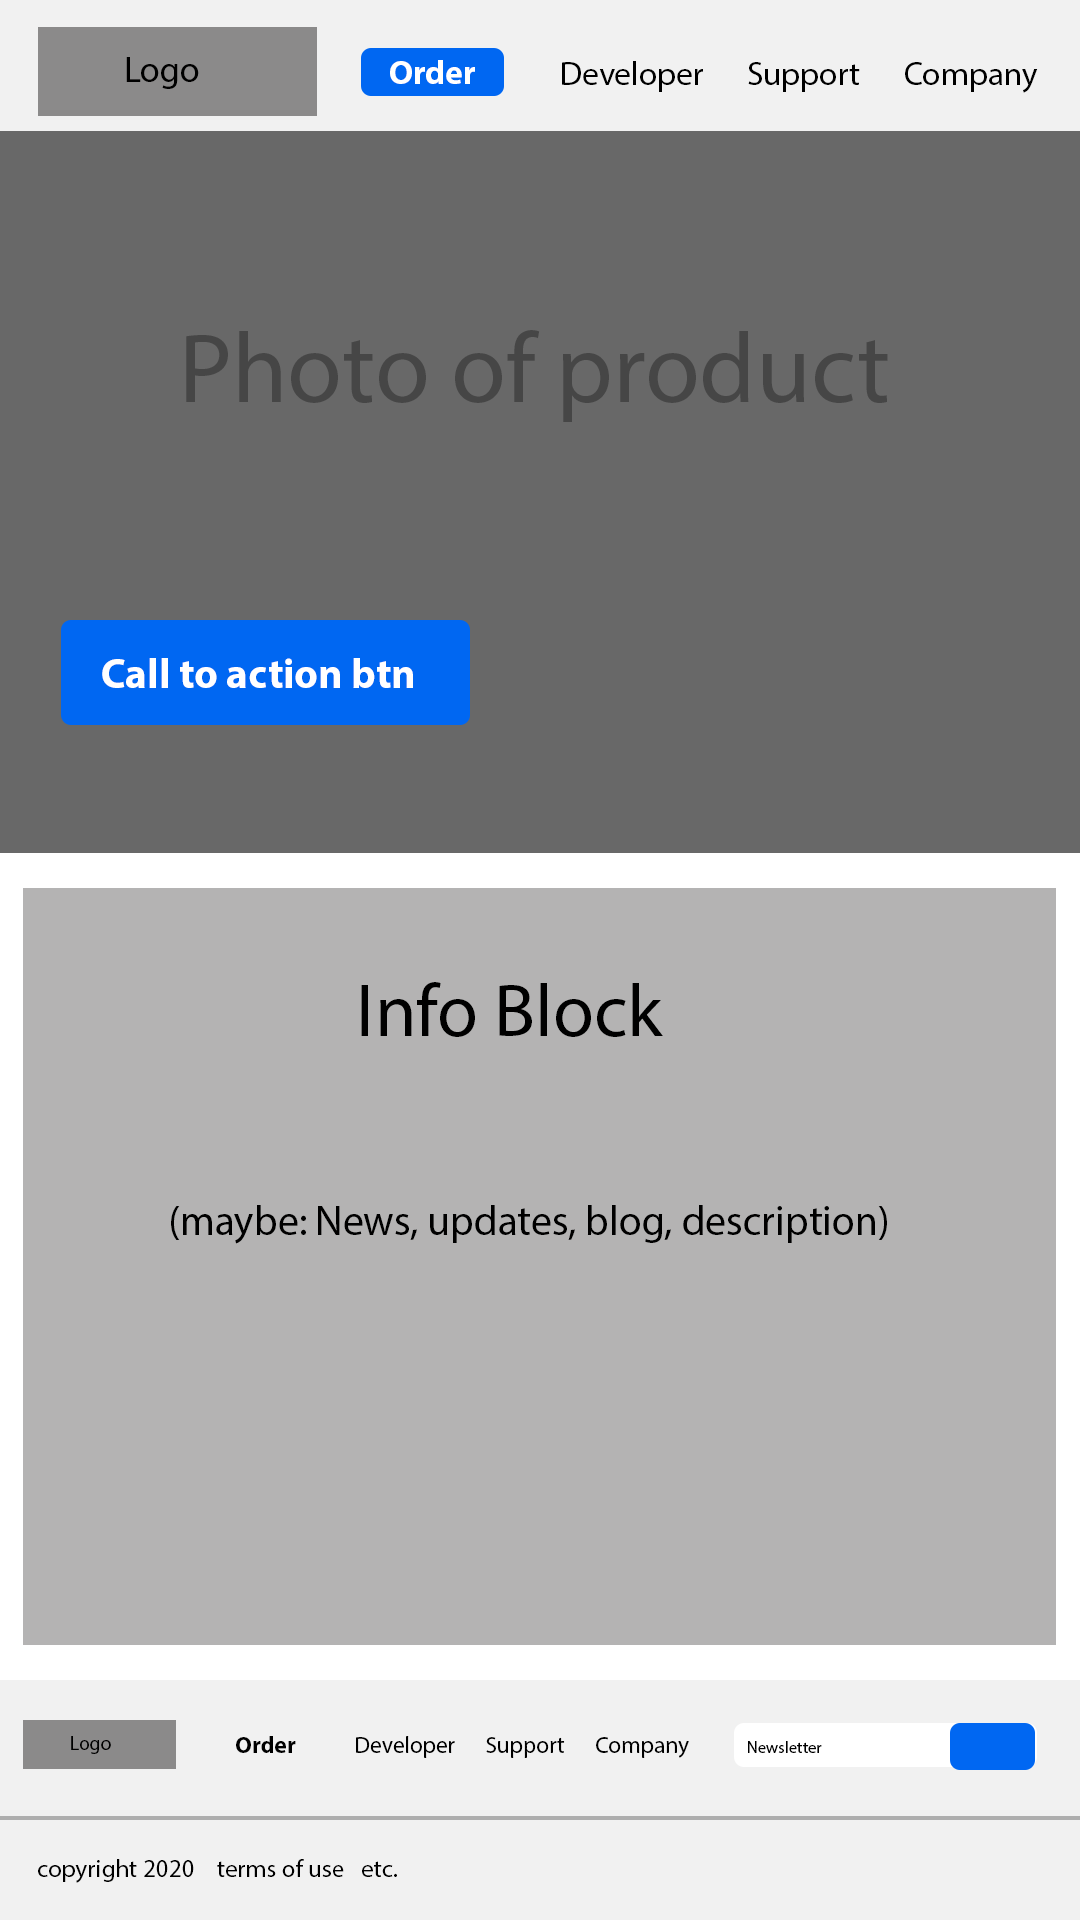 Logo Order Developer Support Company
Photo of product
Call to action btn
Info Block
(maybe: News, updates, blog, description)
Logo Order Developer Support Company Newsletter
copyright 2020 terms of use etc.